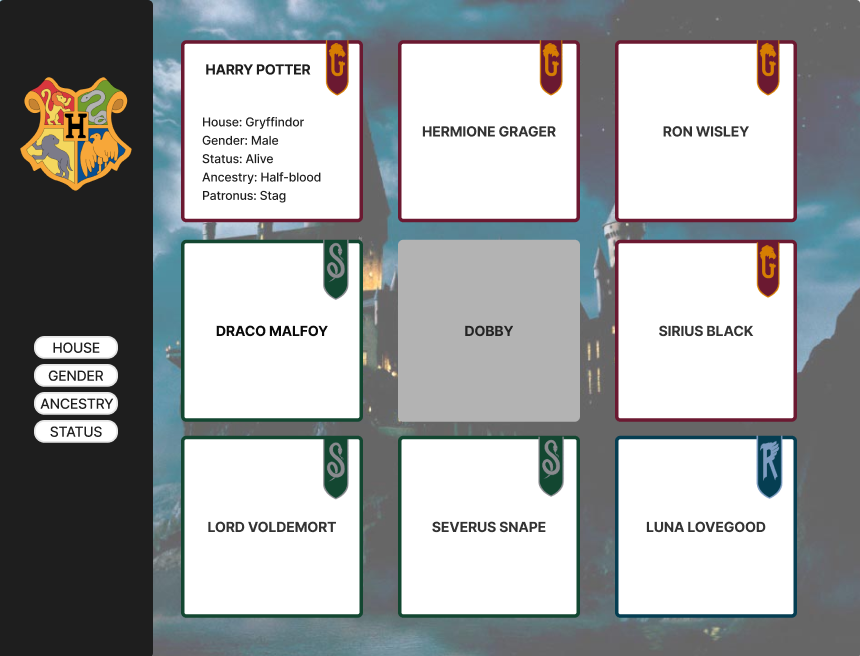 H
HOUSE
GENDER
ANCESTRY
STATUS
HARRY POTTER
G
House: Gryffindor
Gender: Male
Status: Alive
Ancestry: Half-blood
Patronus: Stag
HERMIONE GRAGER
G
RON WISLEY
G
DRACO MALFOY
S
DOBBY
SIRIUS BLACK
G
LORD VOLDEMORT
S
SEVERUS SNAPE
S
LUNA LOVEGOOD
R